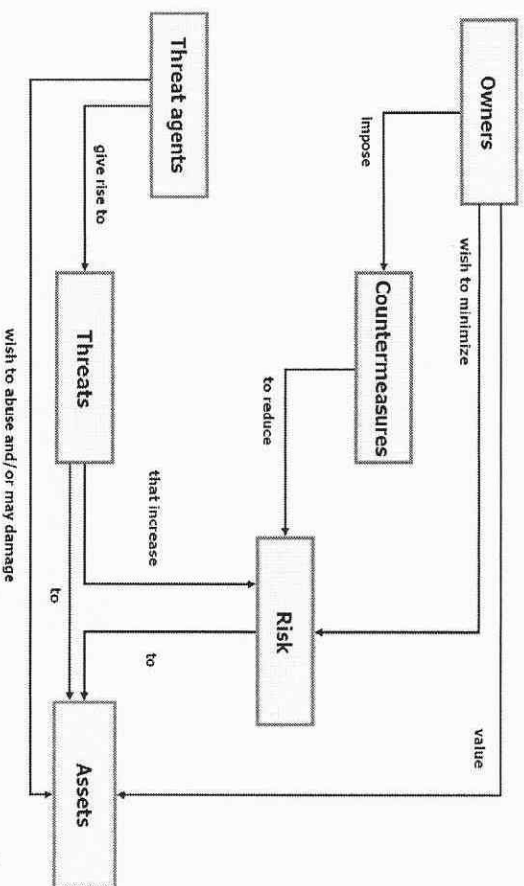 Owners
value
wish to minimize
impose
Countermeasures
to reduce
Risk
to
that increase
Threat agents
give rise to
Threats
to
Assets
wish to abuse and/or may damage